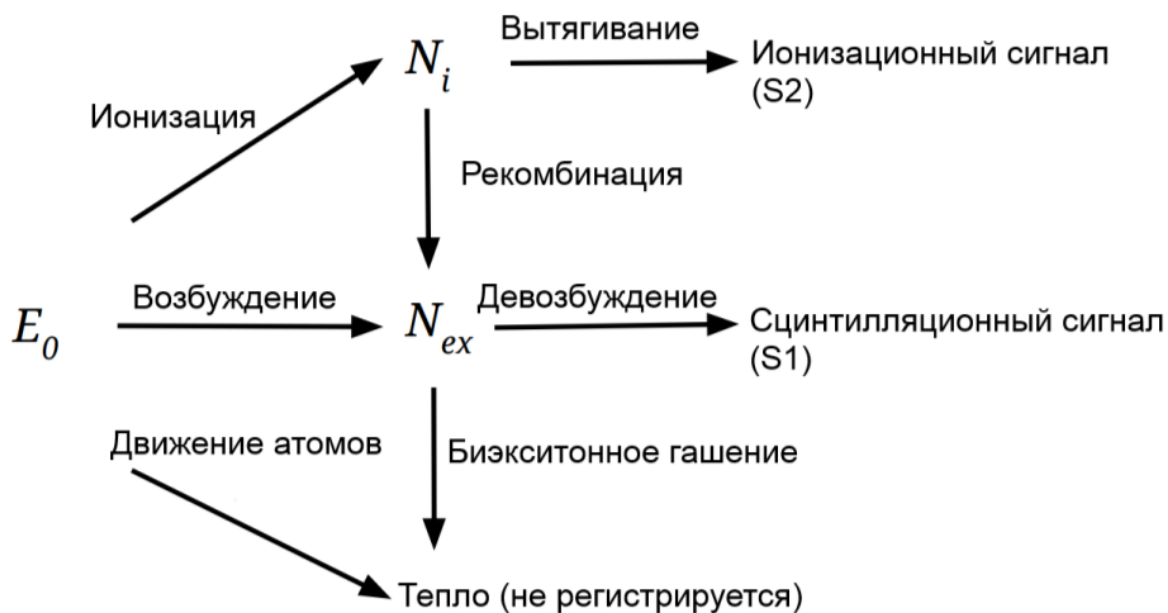 Вытягивание
N_i
Ионизационный сигнал
(S2)
Ионизация
Рекомбинация
Возбуждение
Девозбуждение
E_0
N_ex
Сцинтилляционный сигнал
(S1)
Движение атомов
Биэкситонное гашение
Тепло (не регистрируется)